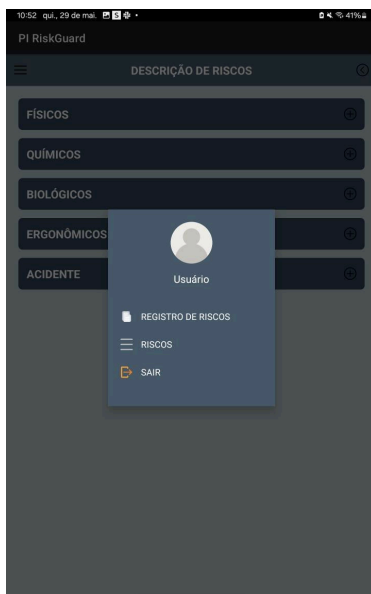 10:52 qui., 29 de mai. S 41%
PI RiskGuard
DESCRIÇÃO DE RISCOS
FÍSICOS
QUÍMICOS
BIOLÓGICOS
ERGONÔMICOS
ACIDENTE
Usuário
REGISTRO DE RISCOS
RISCOS
SAIR